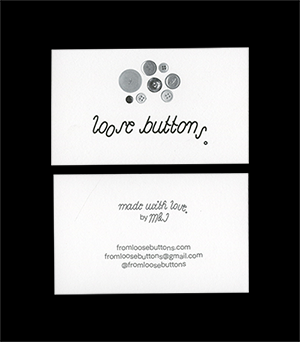 loose buttons.
made with love.
by M&J
fromloosebuttons.com
fromloosebuttons@gmail.com
@fromloosebuttons